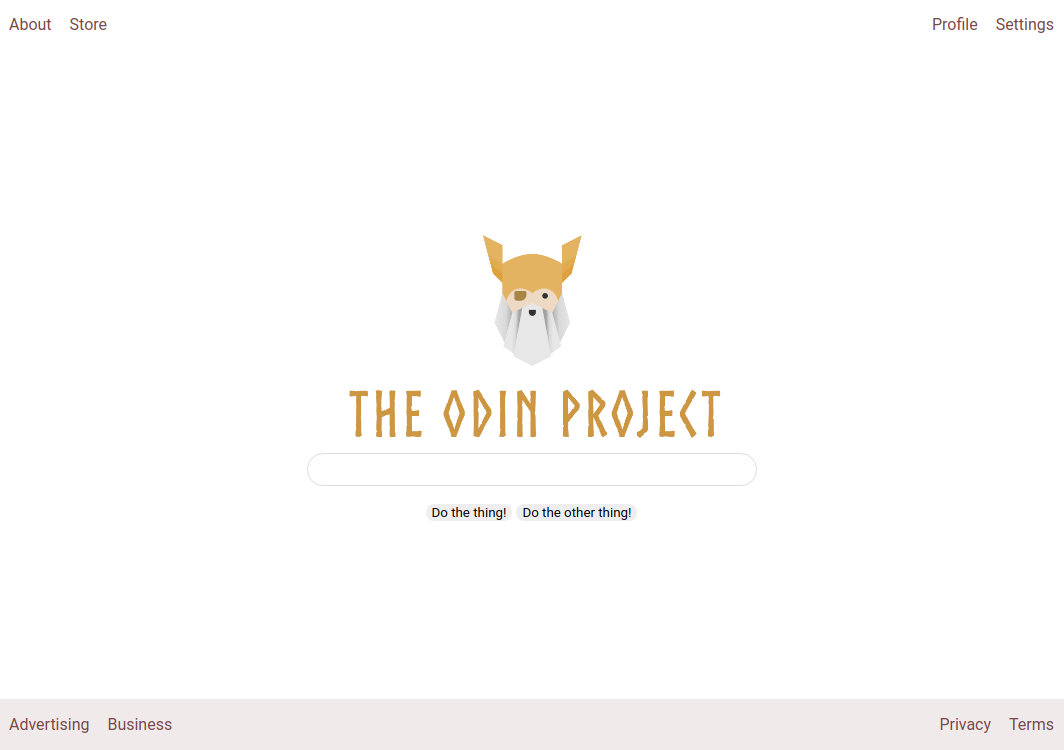 About Store Profile Settings
THE ODIN PROJECT
Do the thing! Do the other thing!
Advertising Business Privacy Terms